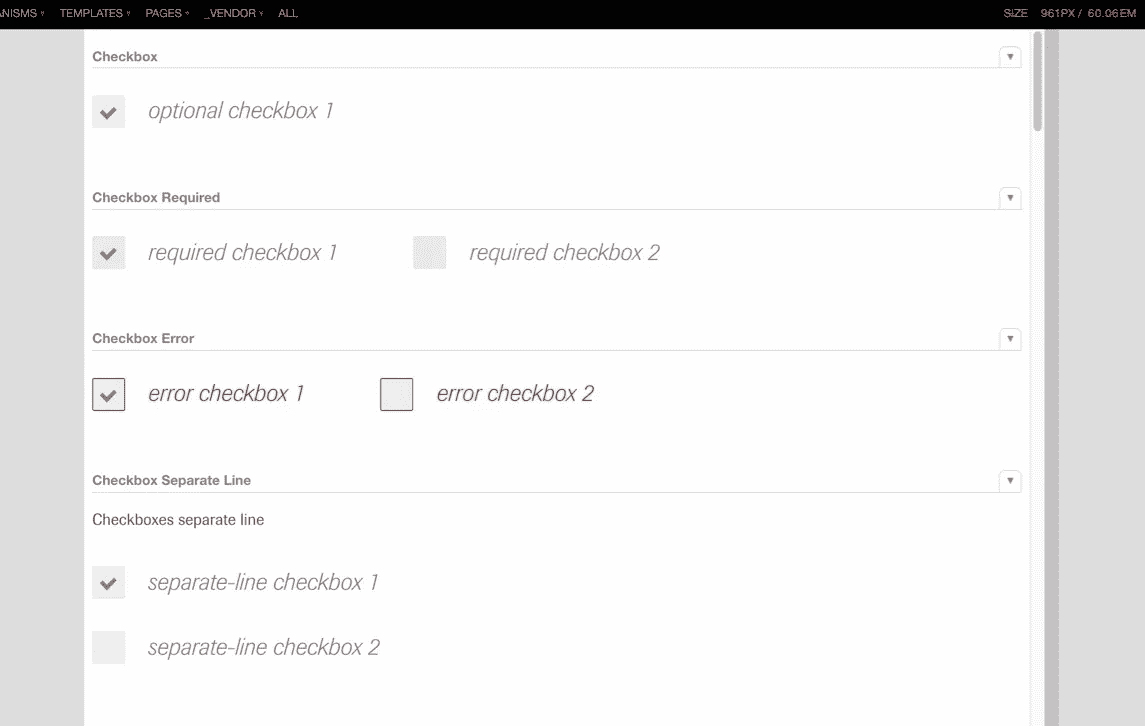 ANISMS TEMPLATES PAGES _VENDOR ALL SIZE 961PX / 60.06EM
Checkbox
optional checkbox 1
Checkbox Required
required checkbox 1 required checkbox 2
Checkbox Error
error checkbox 1 error checkbox 2
Checkbox Separate Line
Checkboxes separate line
separate-line checkbox 1
separate-line checkbox 2